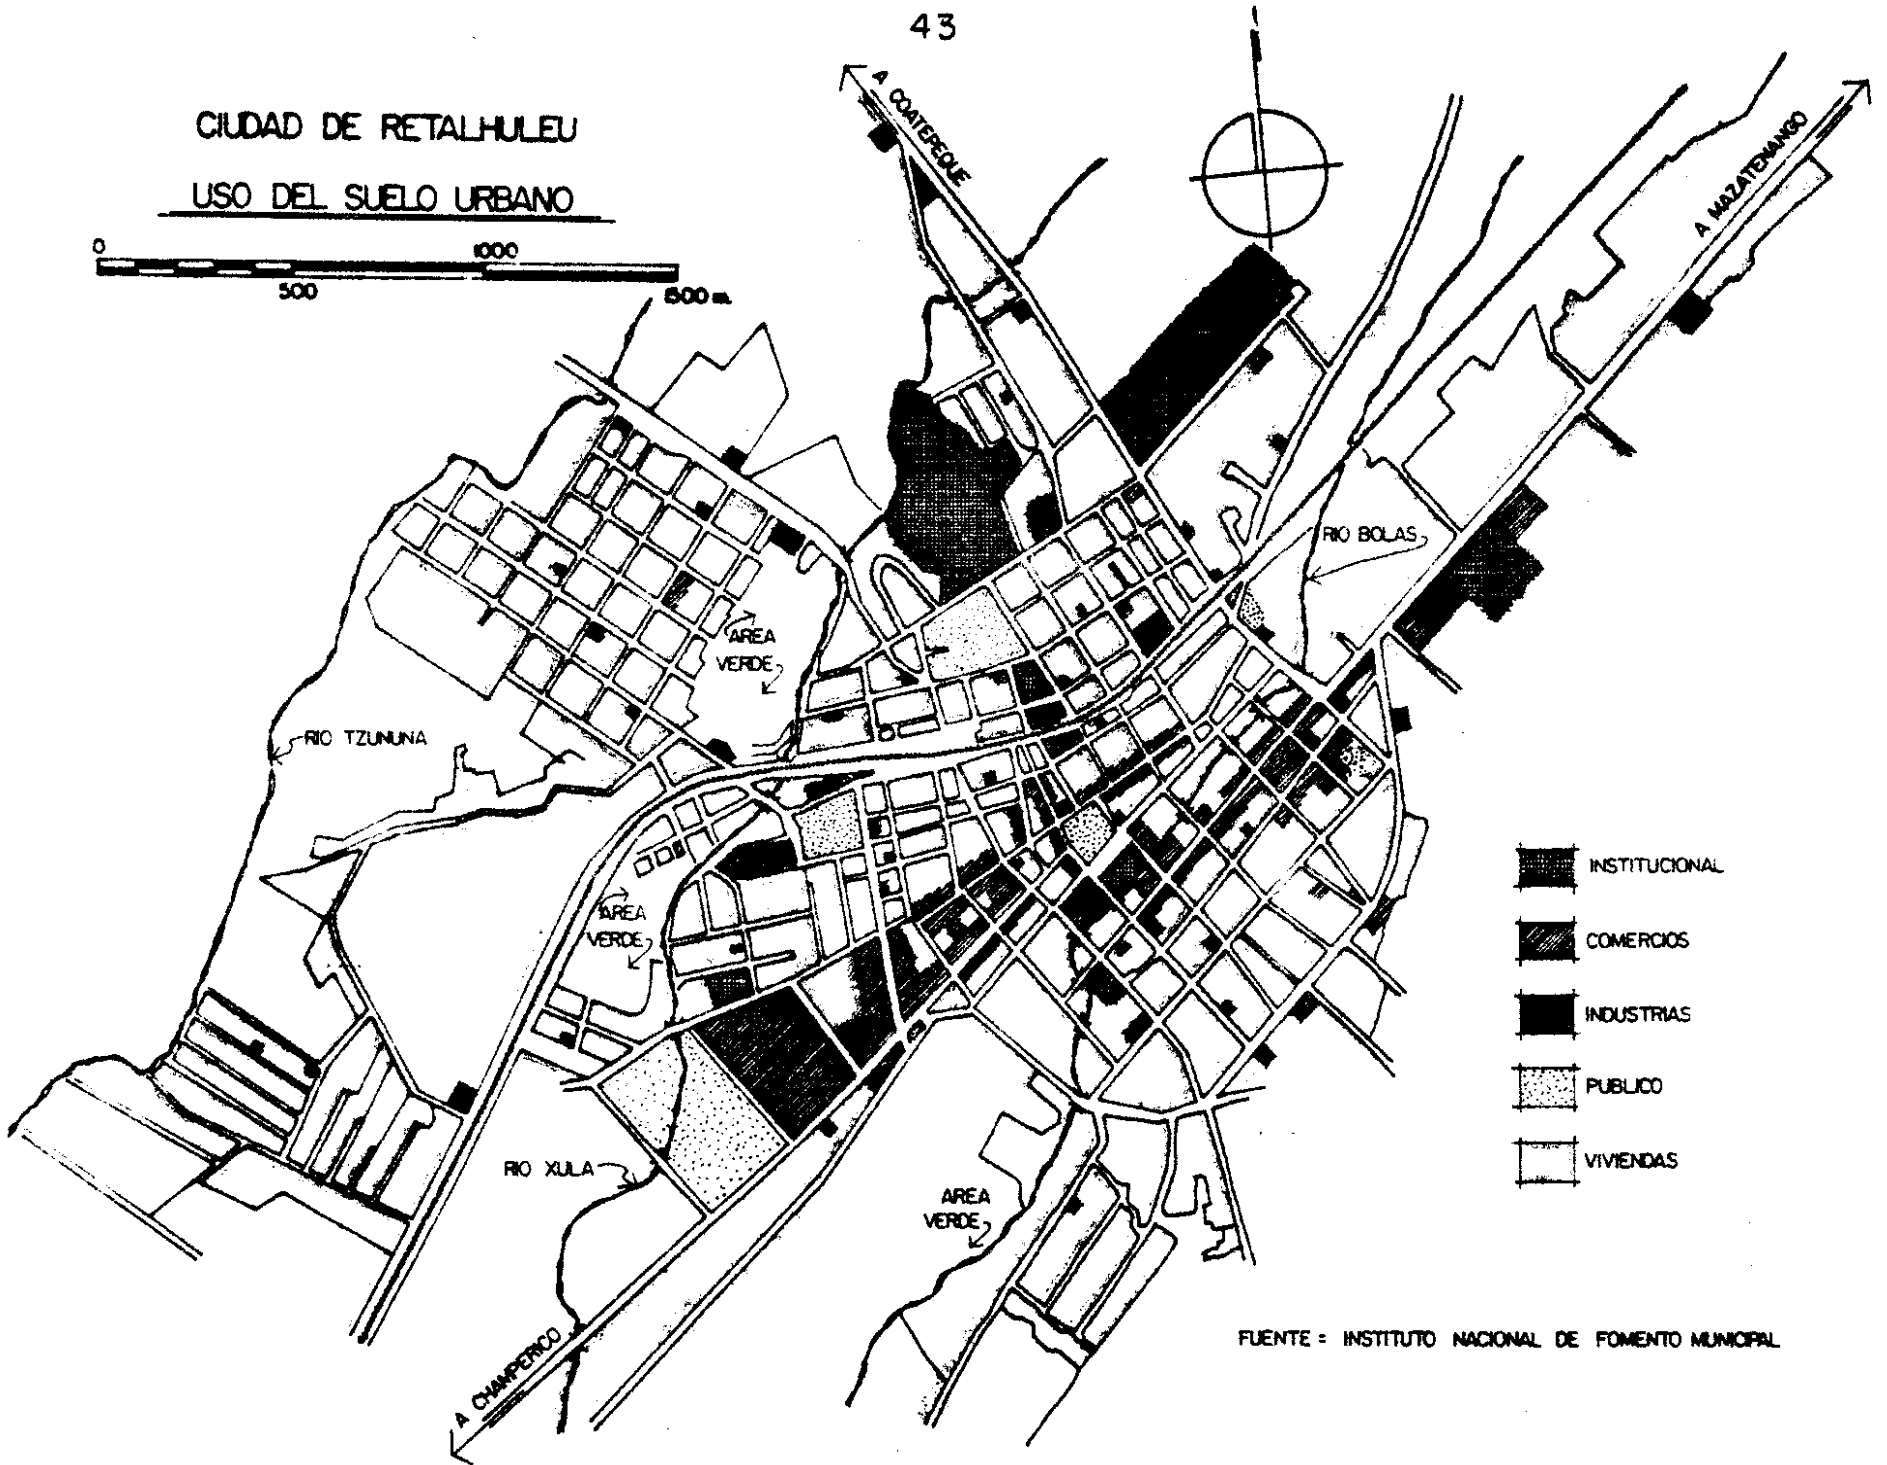 43
CIUDAD DE RETALHULEU
USO DEL SUELO URBANO
0
1000
500
1500 m.
A COATEPEQUE
A MAZATENANGO
RIO BOLAS
AREA
VERDE
RIO TZUNUNA
AREA
VERDE
INSTITUCIONAL
COMERCIOS
INDUSTRIAS
PUBLICO
VIVIENDAS
RIO XULA
AREA
VERDE
A CHAMPERICO
FUENTE = INSTITUTO NACIONAL DE FOMENTO MUNICIPAL